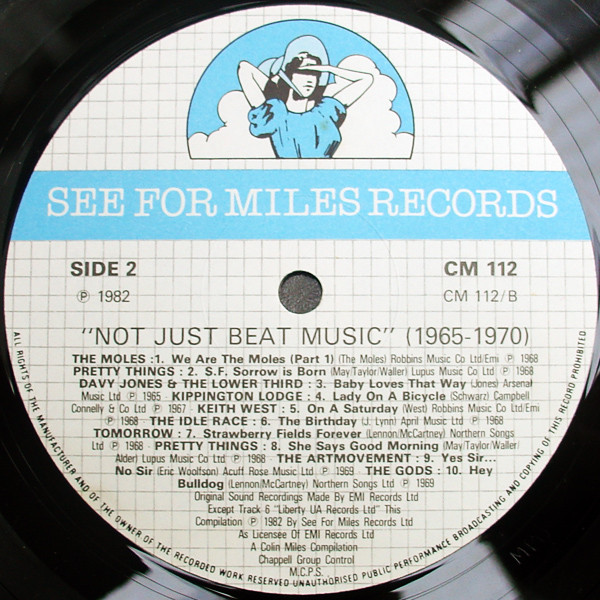 SEE FOR MILES RECORDS
SIDE 2
CM 112
℗ 1982
CM 112/B
"NOT JUST BEAT MUSIC" (1965-1970)
THE MOLES :1. We Are The Moles (Part 1) (The Moles) Robbins Music Co Ltd/Emi ℗ 1968
PRETTY THINGS : 2. S.F. Sorrow is Born (May/Taylor/Waller) Lupus Music Co Ltd ℗ 1968
DAVY JONES & THE LOWER THIRD : 3. Baby Loves That Way (Jones) Arsenal
Music Ltd ℗ 1965 KIPPINGTON LODGE : 4. Lady On A Bicycle (Schwarz) Campbell
Connelly & Co Ltd ℗ 1967 KEITH WEST : 5. On A Saturday (West) Robbins Music Co Ltd/Emi
℗ 1968 THE IDLE RACE : 6. The Birthday (J. Lynn) April Music Ltd ℗ 1968
TOMORROW : 7. Strawberry Fields Forever (Lennon/McCartney) Northern Songs
Ltd ℗ 1968 PRETTY THINGS : 8. She Says Good Morning (May/Taylor/Waller/
Alder) Lupus Music Co Ltd ℗ 1968 THE ARTMOVEMENT : 9. Yes Sir...
No Sir (Eric Woolfson) Acuff Rose Music Ltd ℗ 1969 THE GODS : 10. Hey
Bulldog (Lennon/McCartney) Northern Songs Ltd ℗ 1969
Original Sound Recordings Made By EMI Records Ltd
Except Track 6 "Liberty UA Records Ltd" This
Compilation ℗ 1982 By See For Miles Records Ltd
As Licensee Of EMI Records Ltd
A Colin Miles Compilation
Chappell Group Control
M.C.P.S.
ALL RIGHTS OF THE MANUFACTURER AND OF THE OWNER OF THE RECORDED WORK RESERVED UNAUTHORISED PUBLIC PERFORMANCE BROADCASTING AND COPYING OF THIS RECORD PROHIBITED